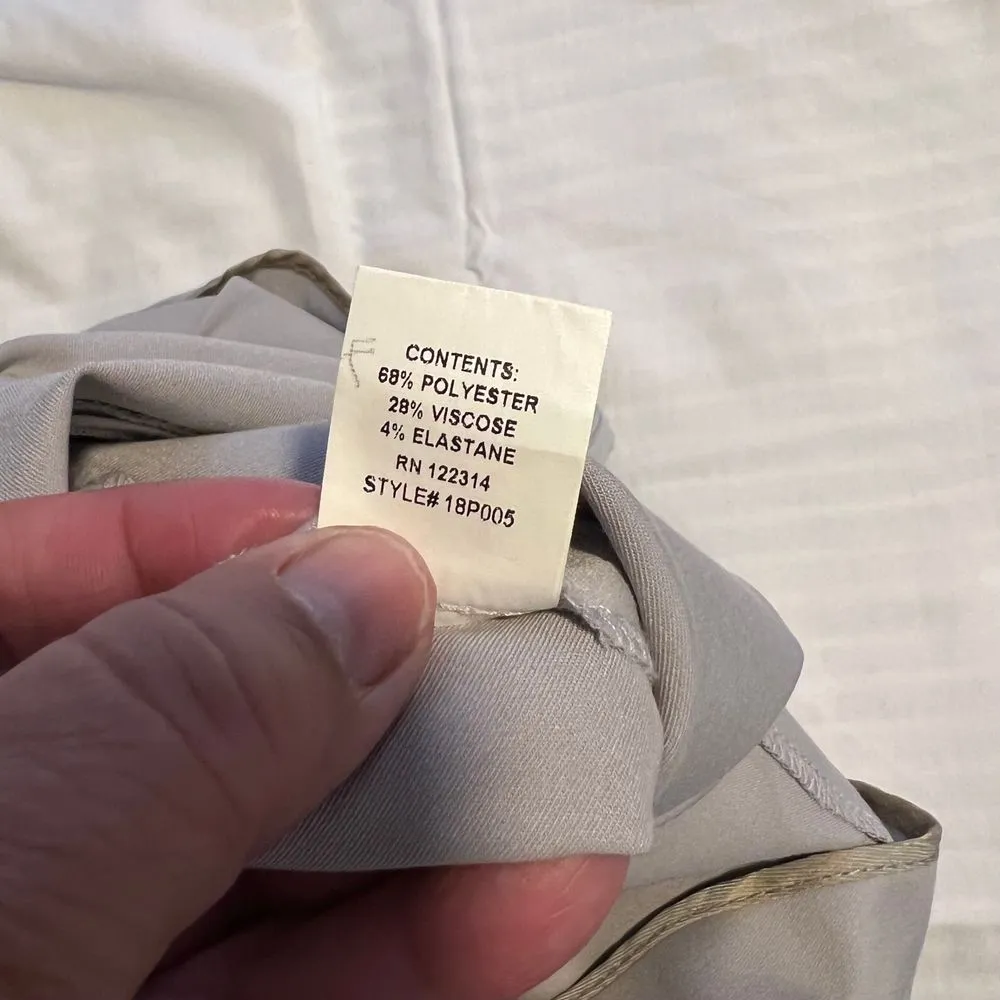 CONTENTS:
68% POLYESTER
28% VISCOSE
4% ELASTANE
RN 122314
STYLE# 18P005